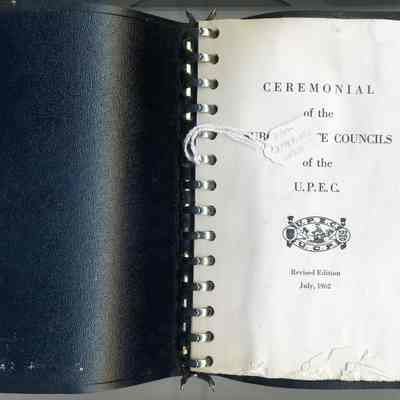 CEREMONIAL
of the
COUNCILS
of the
U.P.E.C.
U.P.E.C.
Revised Edition
July, 1962